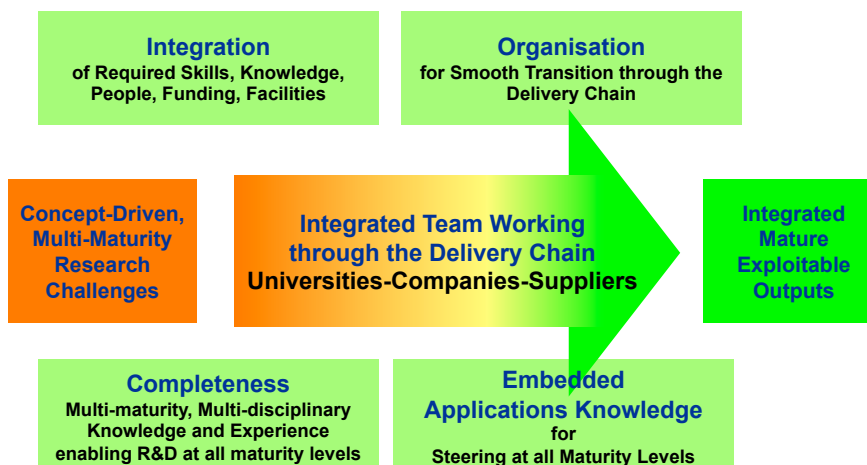 Integration
of Required Skills, Knowledge,
People, Funding, Facilities
Organisation
for Smooth Transition through the
Delivery Chain
Concept-Driven,
Multi-Maturity
Research
Challenges
Integrated Team Working
through the Delivery Chain
Universities-Companies-Suppliers
Integrated
Mature
Exploitable
Outputs
Completeness
Multi-maturity, Multi-disciplinary
Knowledge and Experience
enabling R&D at all maturity levels
Embedded
Applications Knowledge
for
Steering at all Maturity Levels